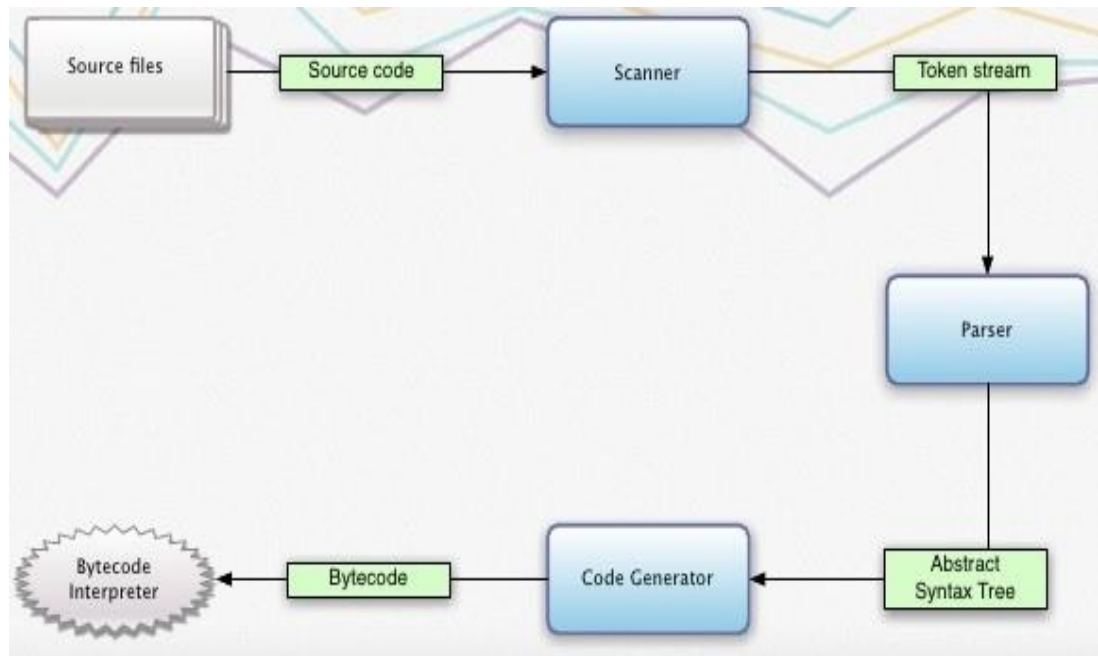 Source files
Source code
Scanner
Token stream
Parser
Abstract
Syntax Tree
Code Generator
Bytecode
Bytecode
Interpreter